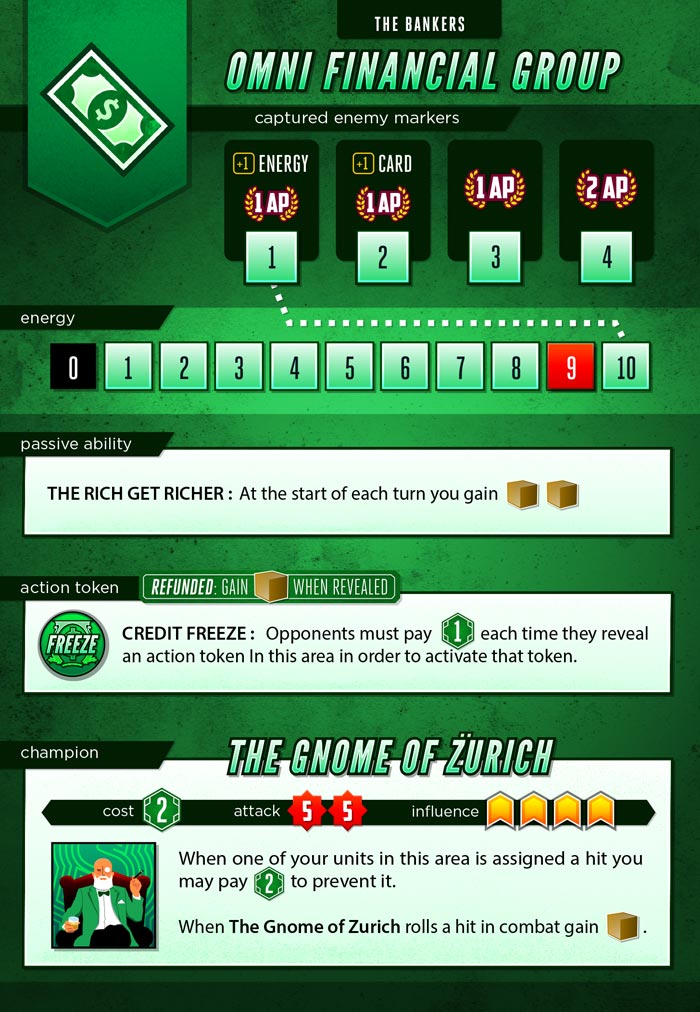 THE BANKERS
OMNI FINANCIAL GROUP
$
captured enemy markers
+1 ENERGY
1 AP
1
+1 CARD
1 AP
2
1 AP
3
2 AP
4
energy
0 1 2 3 4 5 6 7 8 9 10
passive ability
THE RICH GET RICHER : At the start of each turn you gain
action token
REFUNDED: GAIN WHEN REVEALED
FREEZE
CREDIT FREEZE : Opponents must pay 1 each time they reveal
an action token In this area in order to activate that token.
champion
THE GNOME OF ZÜRICH
cost 2 attack 5 5 influence
When one of your units in this area is assigned a hit you
may pay 2 to prevent it.
When The Gnome of Zurich rolls a hit in combat gain .